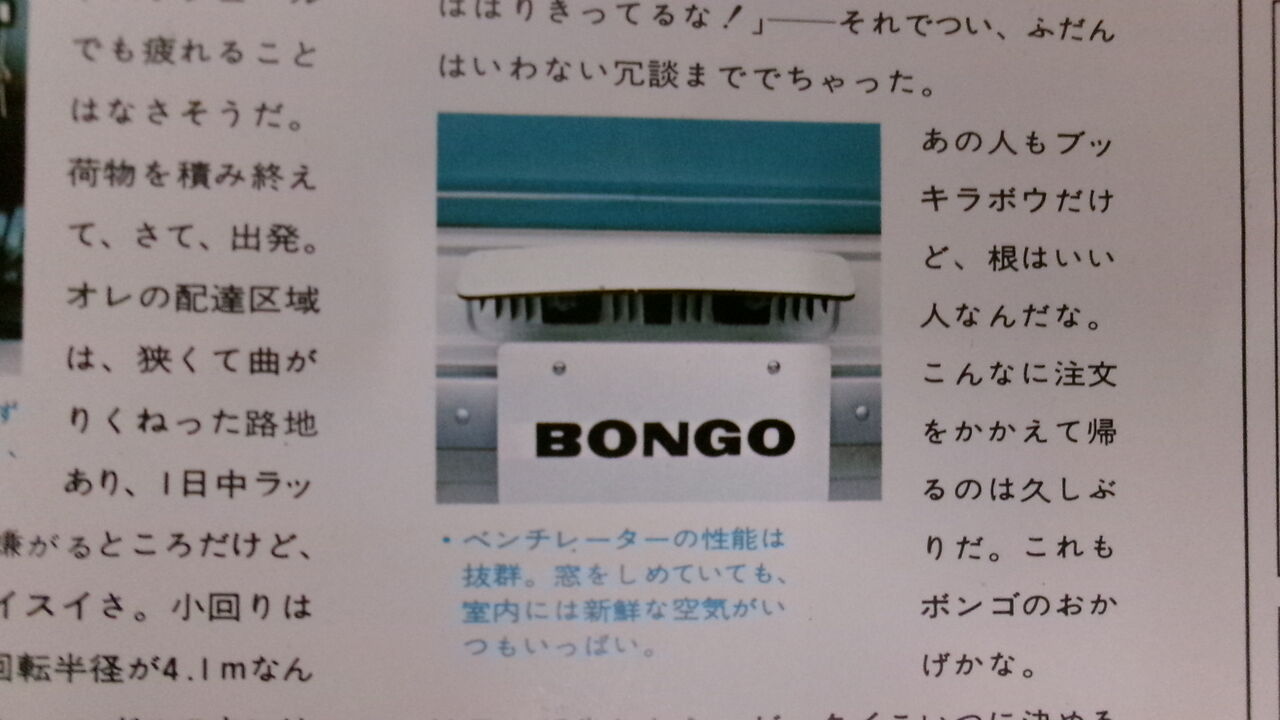 でも疲れること
はなさそうだ。
荷物を積み終え
て、さて、出発。
オレの配達区域
は、狭くて曲が
りくねった路地
あり、1日中ラッ
嫌がるところだけど、
イスイさ。小回りは
回転半径が4.1mなん
はりきってるな！」──それでつい、ふだん
はいわない冗談まででちゃった。
BONGO
・ベンチレーターの性能は
抜群。窓をしめていても、
室内には新鮮な空気がい
つもいっぱい。
あの人もブッ
キラボウだけ
ど、根はいい
人なんだな。
こんなに注文
をかかえて帰
るのは久しぶ
りだ。これも
ボンゴのおか
げかな。